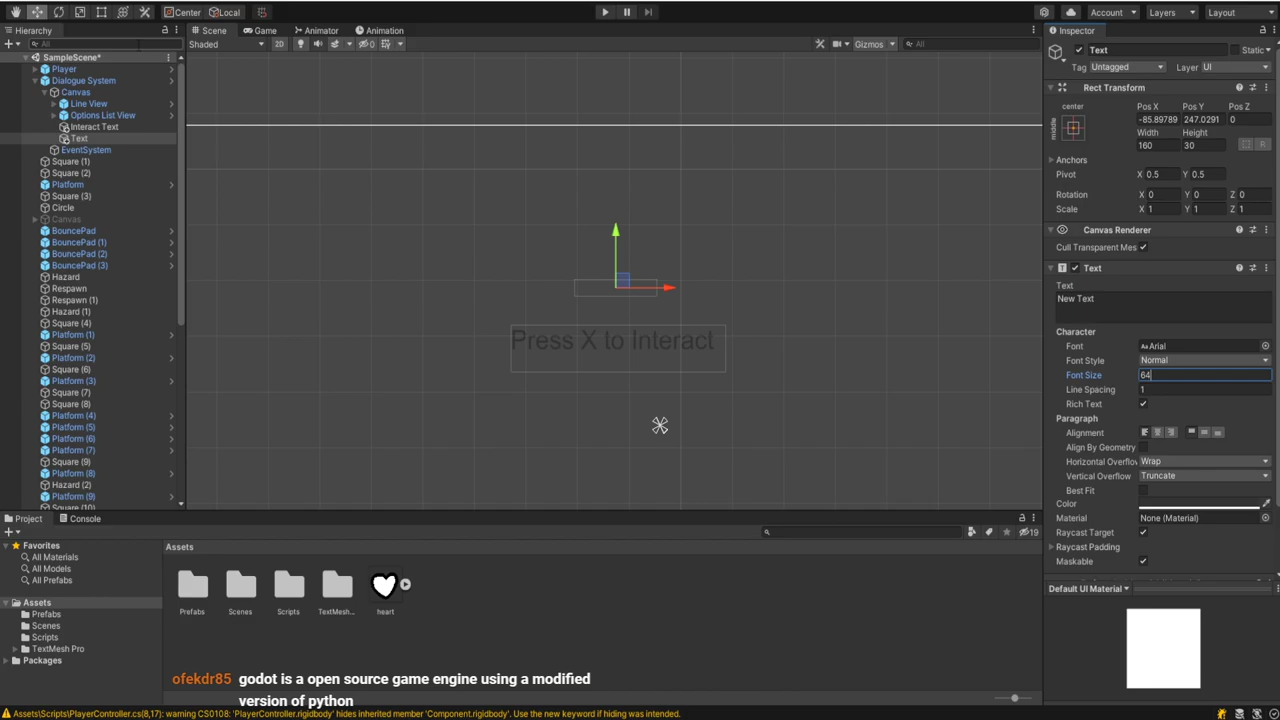 Center
Local
Account
Layers
Layout
Hierarchy
Scene
Game
Animator
Animation
Inspector
All
Shaded
2D
0
Gizmos
All
Text
Static
SampleScene*
Tag
Untagged
Layer
UI
Player
Dialogue System
Rect Transform
Canvas
center
Pos X
Pos Y
Pos Z
Line View
-85.89789
247.0291
0
Options List View
middle
Width
Height
Interact Text
160
30
R
Text
EventSystem
Anchors
Square (1)
Pivot
X 0.5
Y 0.5
Square (2)
Platform
Rotation
X 0
Y 0
Z 0
Square (3)
Scale
X 1
Y 1
Z 1
Circle
Canvas
Canvas Renderer
BouncePad
Cull Transparent Mes
BouncePad (1)
BouncePad (2)
Text
BouncePad (3)
Text
Hazard
New Text
Respawn
Respawn (1)
Hazard (1)
Square (4)
Character
Platform (1)
Font
Arial
Press X to Interact
Square (5)
Font Style
Normal
Platform (2)
Font Size
64
Square (6)
Line Spacing
1
Platform (3)
Rich Text
Square (7)
Paragraph
Square (8)
Alignment
Platform (4)
Align By Geometry
Platform (5)
Horizontal Overflov
Wrap
Platform (6)
Vertical Overflow
Truncate
Platform (7)
Best Fit
Square (9)
Color
Platform (8)
Material
None (Material)
Hazard (2)
Raycast Target
Platform (9)
Raycast Padding
Square (10)
Maskable
Project
Console
19
Favorites
Assets
All Materials
All Models
All Prefabs
Default UI Material
Assets
Prefabs
Scenes
Scripts
TextMesh Pro
Packages
Prefabs
Scenes
Scripts
TextMesh...
heart
ofekdr85 godot is a open source game engine using a modified
version of python
Assets\Scripts\PlayerController.cs(8,17): warning CS0108: 'PlayerController.rigidbody' hides inherited member 'Component.rigidbody'. Use the new keyword if hiding was intended.